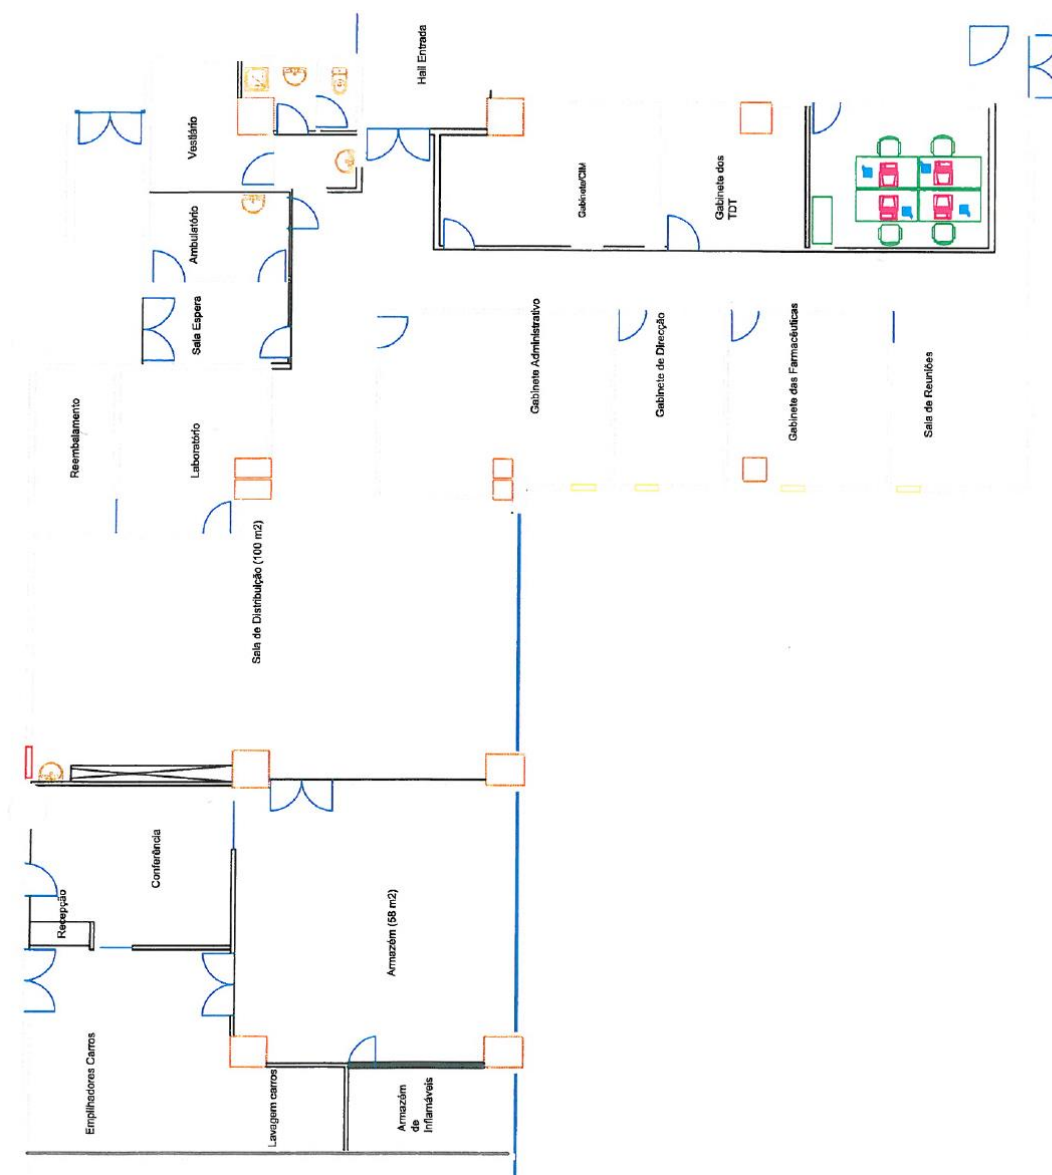 Hall Entrada
Vestiário
Gabinete/CIM
Gabinete dos
TDT
Ambulatório
Sala Espera
Gabinete Administrativo
Gabinete de Direcção
Gabinete das Farmacêuticas
Sala de Reuniões
Reembalamento
Laboratório
Sala de Distribuição (100 m2)
Conferência
Recepção
Armazém (58 m2)
Empilhadores Carros
Lavagem carros
Armazém
de
Inflamáveis